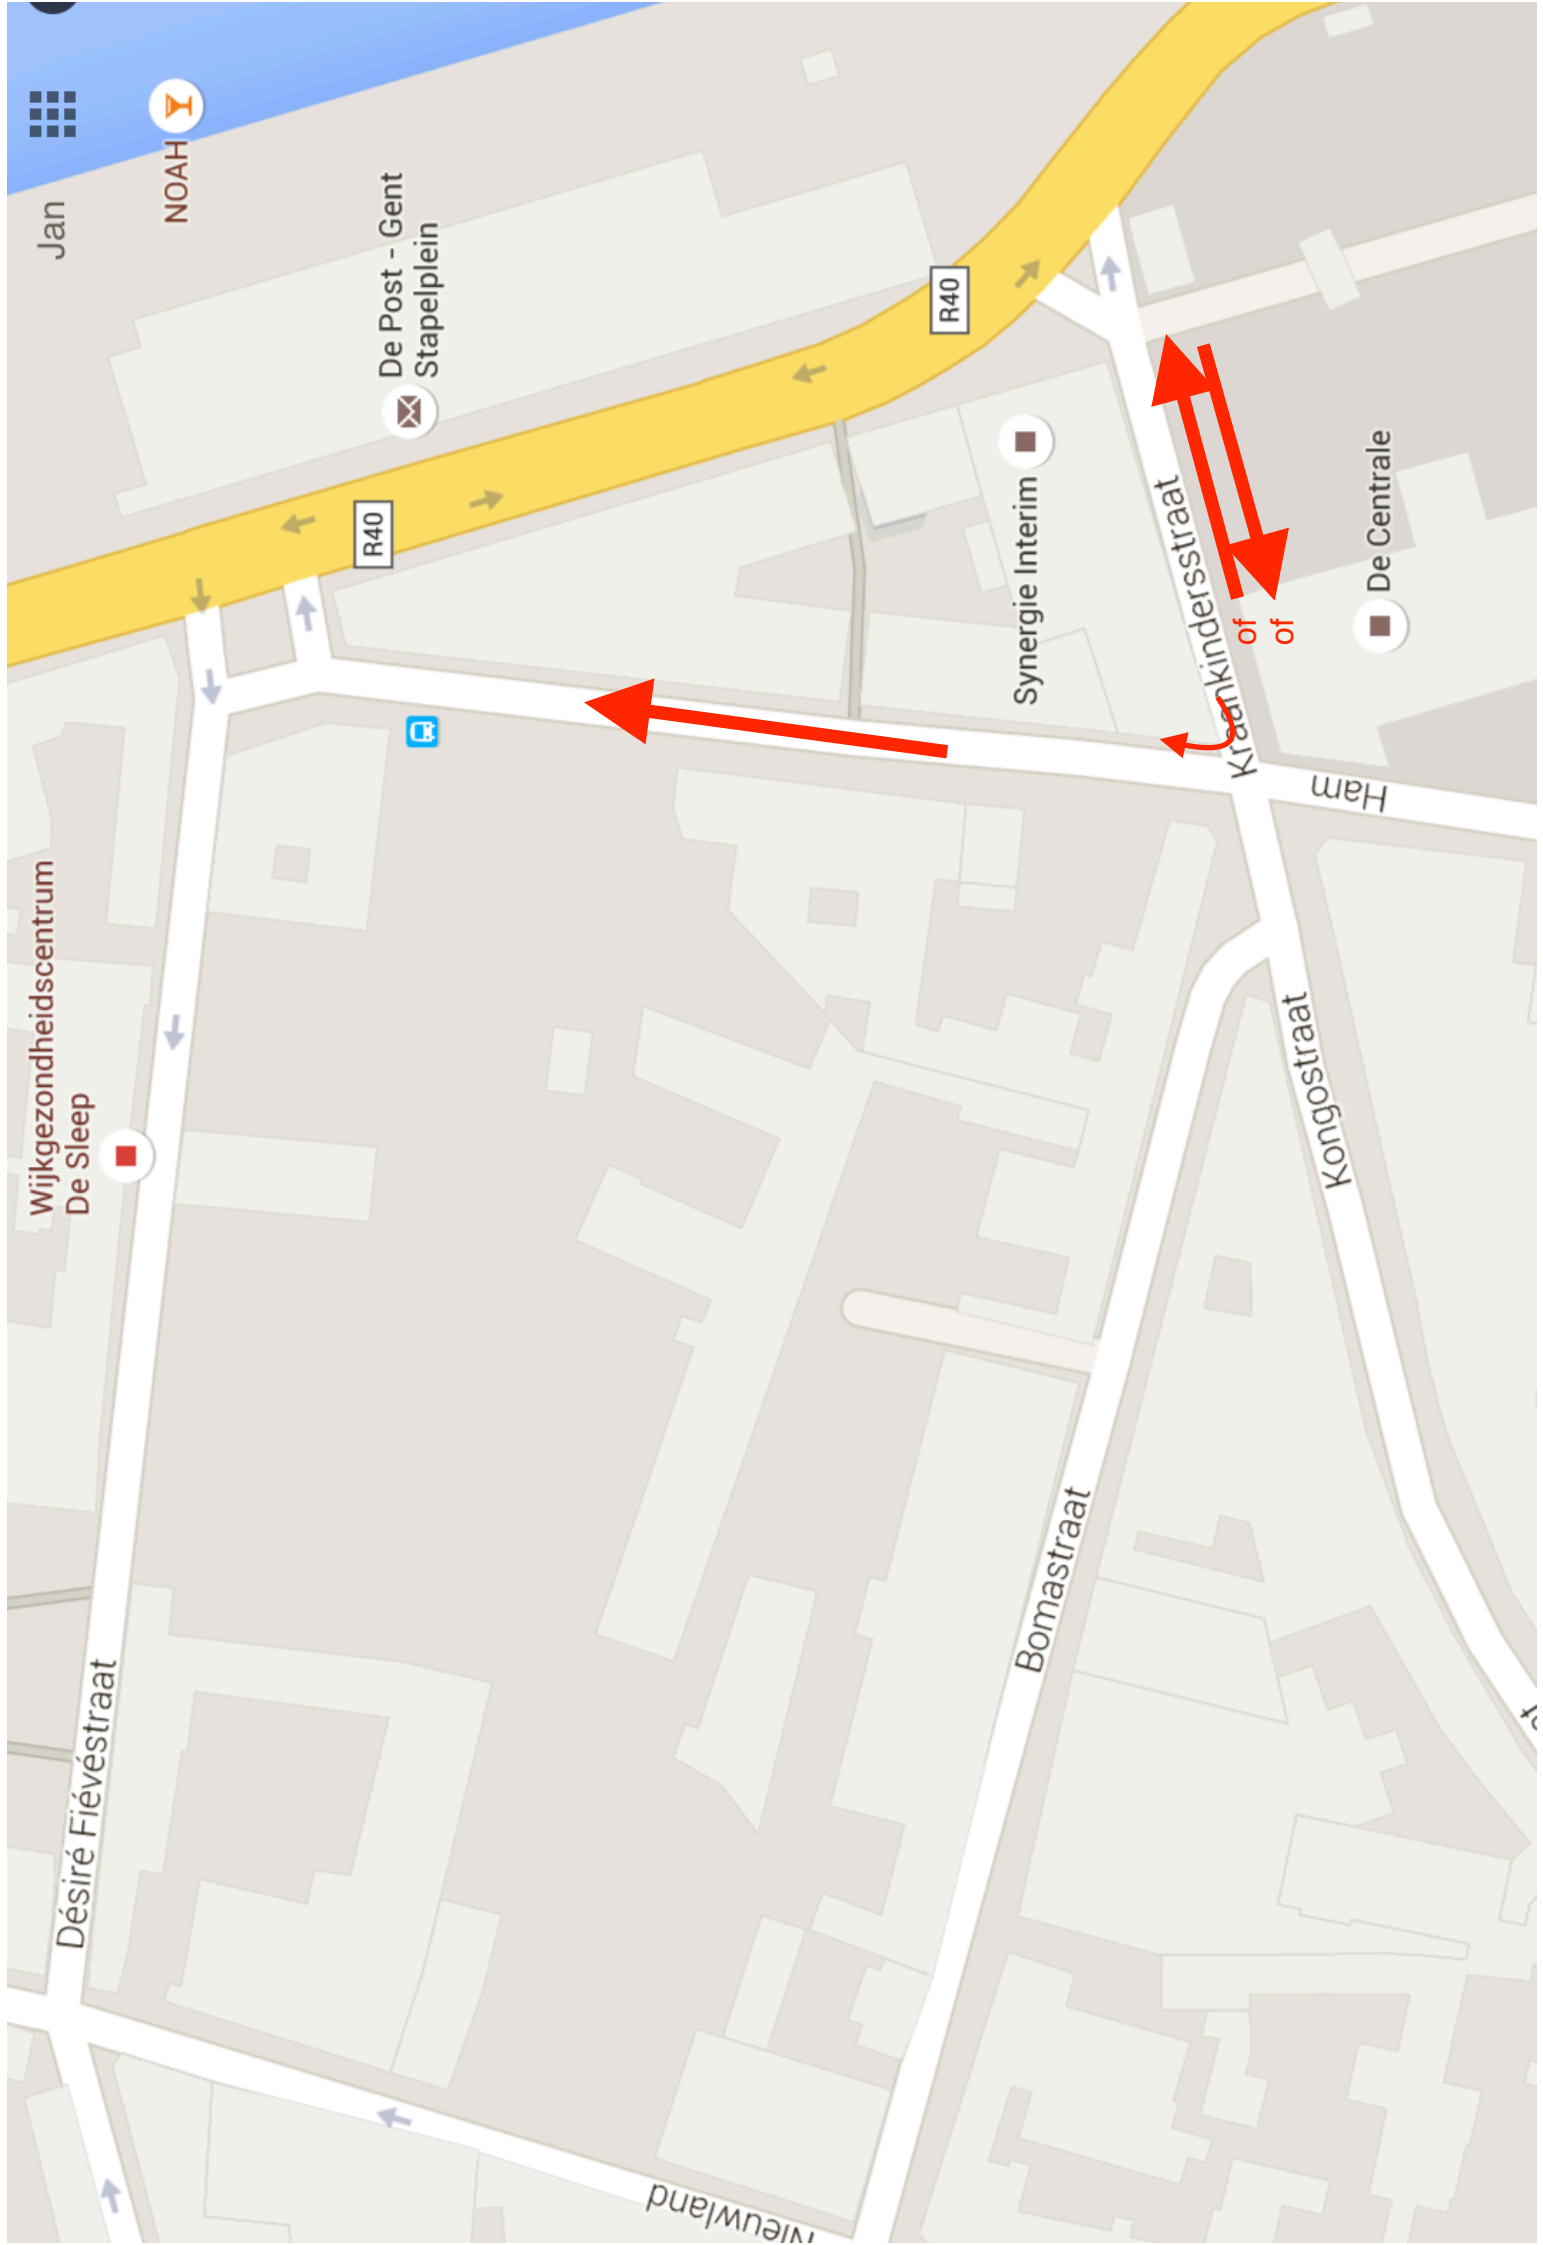 Jan
NOAH
De Post - Gent
Stapelplein
R40
R40
Wijkgezondheidscentrum
De Sleep
Synergie Interim
De Centrale
Kraankindersstraat
of
of
Ham
Kongostraat
Bomastraat
Désiré Fiévéstraat
Nieuwland